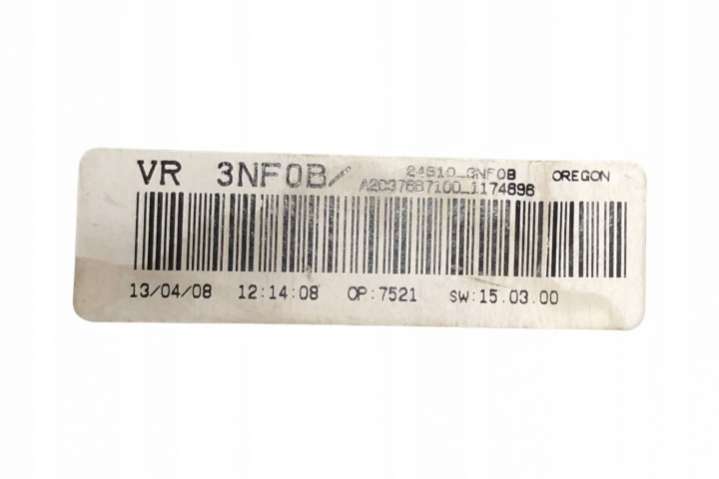 VR 3NF0B/
24810_3NF0B
OREGON
A2C37687100_1174896
13/04/08 12:14:08 OP:7521 SW:15.03.00